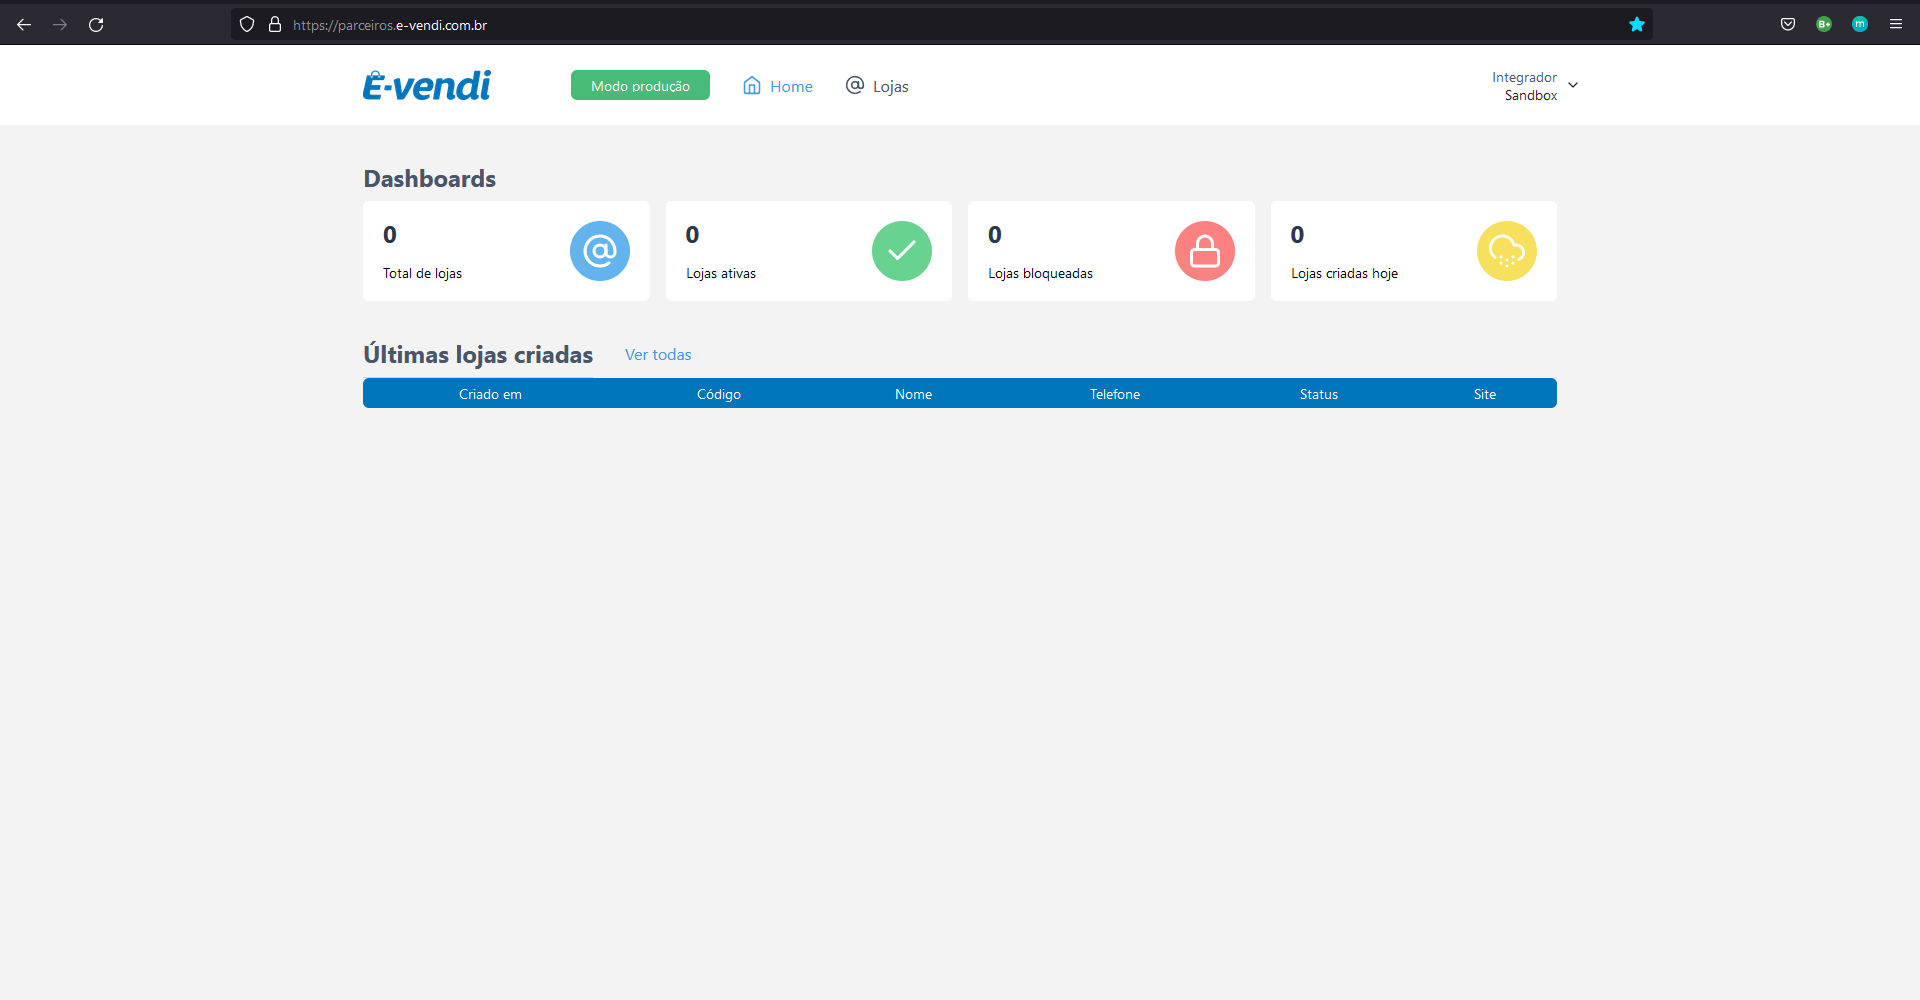 https://parceiros.e-vendi.com.br
E-vendi
Modo produção
Home
Lojas
Integrador
Sandbox
Dashboards
0
Total de lojas
0
Lojas ativas
0
Lojas bloqueadas
0
Lojas criadas hoje
Últimas lojas criadas
Ver todas
Criado em Código Nome Telefone Status Site